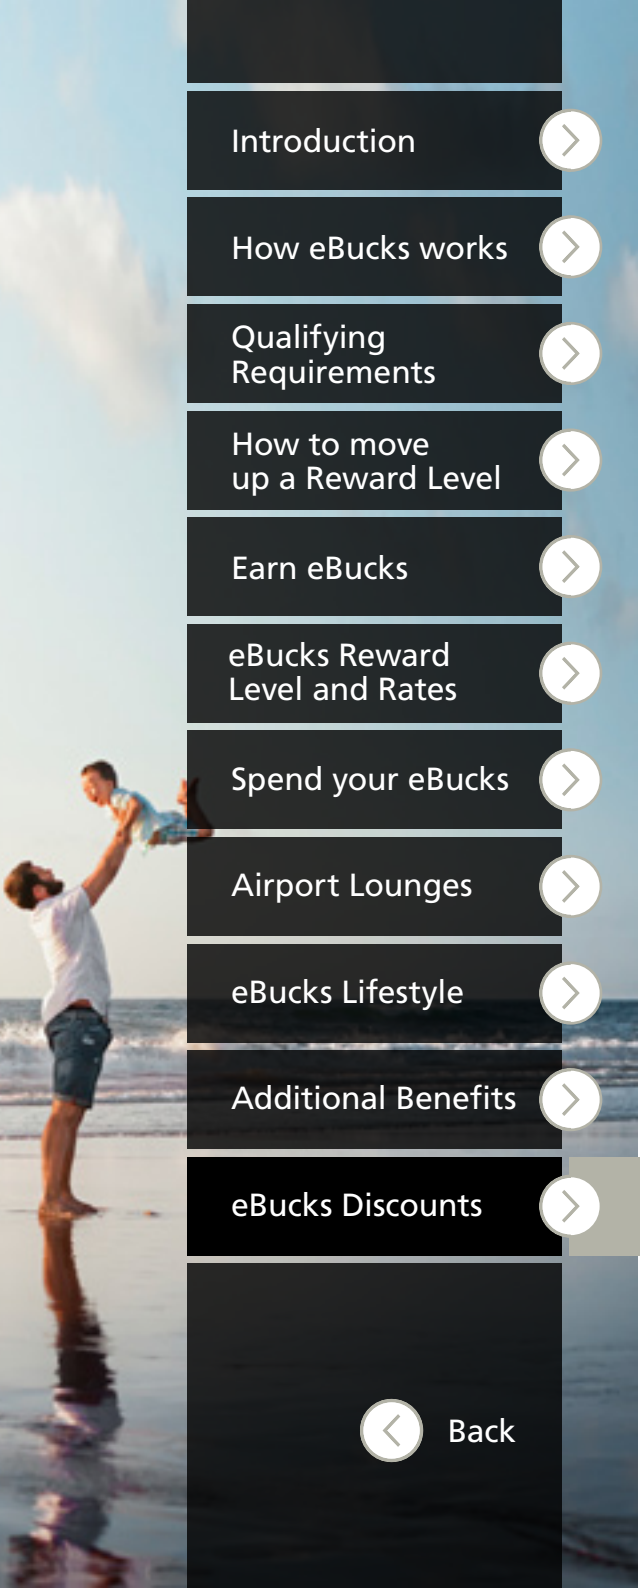 Introduction
How eBucks works
Qualifying
Requirements
How to move
up a Reward Level
Earn eBucks
eBucks Reward
Level and Rates
Spend your eBucks
Airport Lounges
eBucks Lifestyle
Additional Benefits
eBucks Discounts
Back